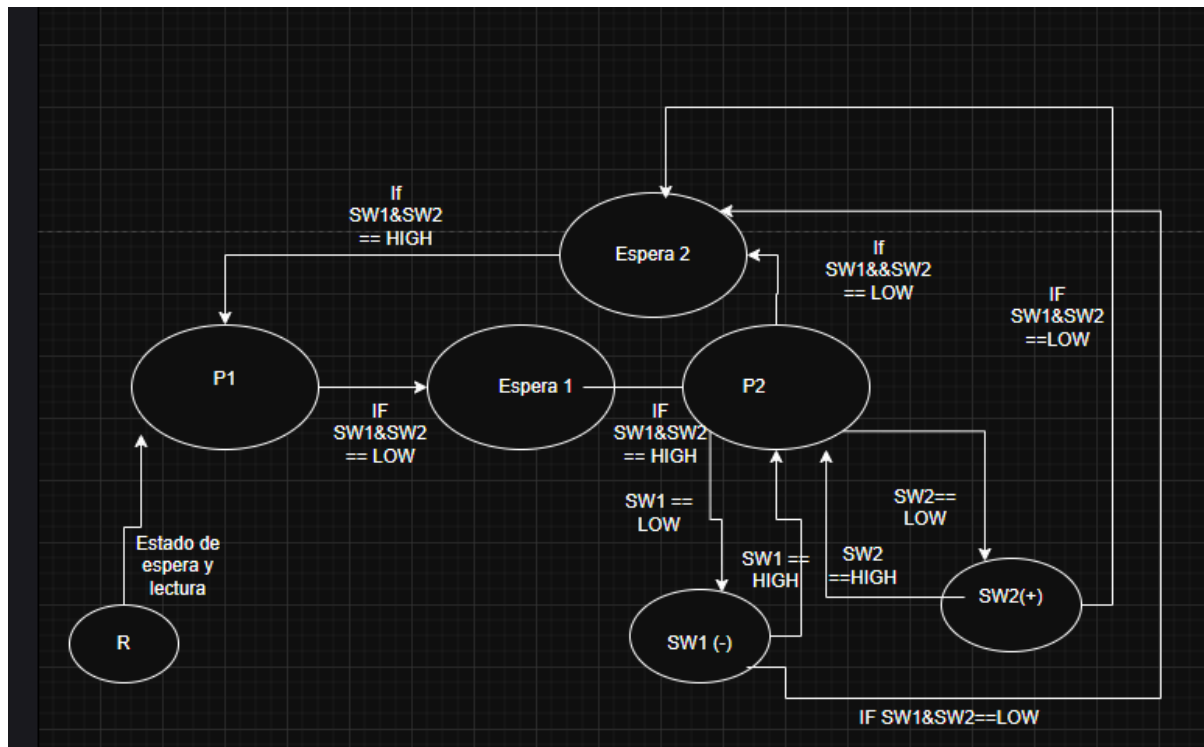 If
SW1&SW2
== HIGH
Espera 2
If
SW1&&SW2
== LOW
IF
SW1&SW2
==LOW
P1
Espera 1
P2
IF
SW1&SW2
== LOW
IF
SW1&SW2
== HIGH
SW1 ==
LOW
SW2==
LOW
Estado de
espera y
lectura
SW1 ==
HIGH
SW2
==HIGH
SW2(+)
R
SW1 (-)
IF SW1&SW2==LOW